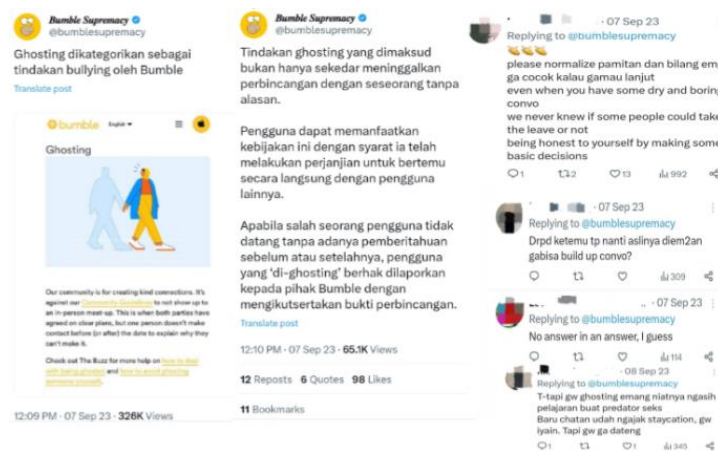 Bumble Supremacy
@bumblesupremacy
Ghosting dikategorikan sebagai
tindakan bullying oleh Bumble
Translate post
bumble
English
Ghosting
Our community is for creating kind connections. It's
against our Community Guidelines to not show up to
an in-person meet-up. This is when both parties have
agreed on clear plans, but one person doesn't make
contact before (or after) the date to explain why they
can't make it.
Check out The Buzz for more help on how to deal
with being ghosted and how to avoid ghosting
someone yourself.
12:09 PM · 07 Sep 23 · 326K Views
Bumble Supremacy
@bumblesupremacy
Tindakan ghosting yang dimaksud
bukan hanya sekedar meninggalkan
perbincangan dengan seseorang tanpa
alasan.
Pengguna dapat memanfaatkan
kebijakan ini dengan syarat ia telah
melakukan perjanjian untuk bertemu
secara langsung dengan pengguna
lainnya.
Apabila salah seorang pengguna tidak
datang tanpa adanya pemberitahuan
sebelum atau setelahnya, pengguna
yang 'di-ghosting' berhak dilaporkan
kepada pihak Bumble dengan
mengikutsertakan bukti perbincangan.
Translate post
12:10 PM · 07 Sep 23 · 65.1K Views
12 Reposts 6 Quotes 98 Likes
11 Bookmarks
· 07 Sep 23
Replying to @bumblesupremacy
please normalize pamitan dan bilang em
ga cocok kalau gamau lanjut
even when you have some dry and boring
convo
we never knew if some people could take
the leave or not
being honest to yourself by making some
basic decisions
1 2 13 992
· 07 Sep 23
Replying to @bumblesupremacy
Drpd ketemu tp nanti aslinya diem2an
gabisa build up convo?
309
· 07 Sep 23
Replying to @bumblesupremacy
No answer in an answer, I guess
114
· 08 Sep 23
Replying to @bumblesupremacy
T-tapi gw ghosting emang niatnya ngasih
pelajaran buat predator seks
Baru chatan udah ngajak staycation, gw
iyain. Tapi gw ga dateng
1 1 345